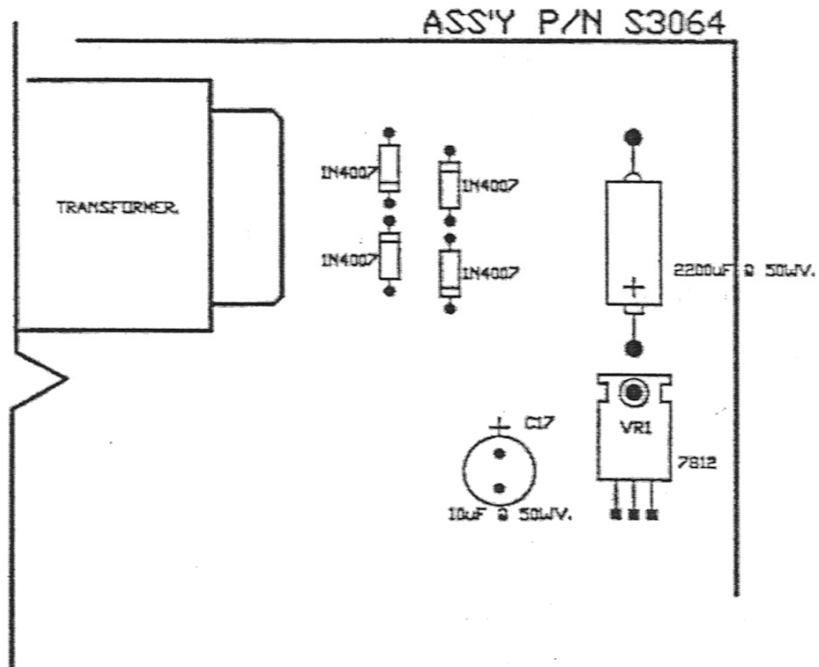 ASS'Y P/N S3064
1N4007
1N4007
TRANSFORMER.
1N4007
1N4007
2200uF @ 50WV.
+
+ C17
VR1
7812
10uF @ 50WV.